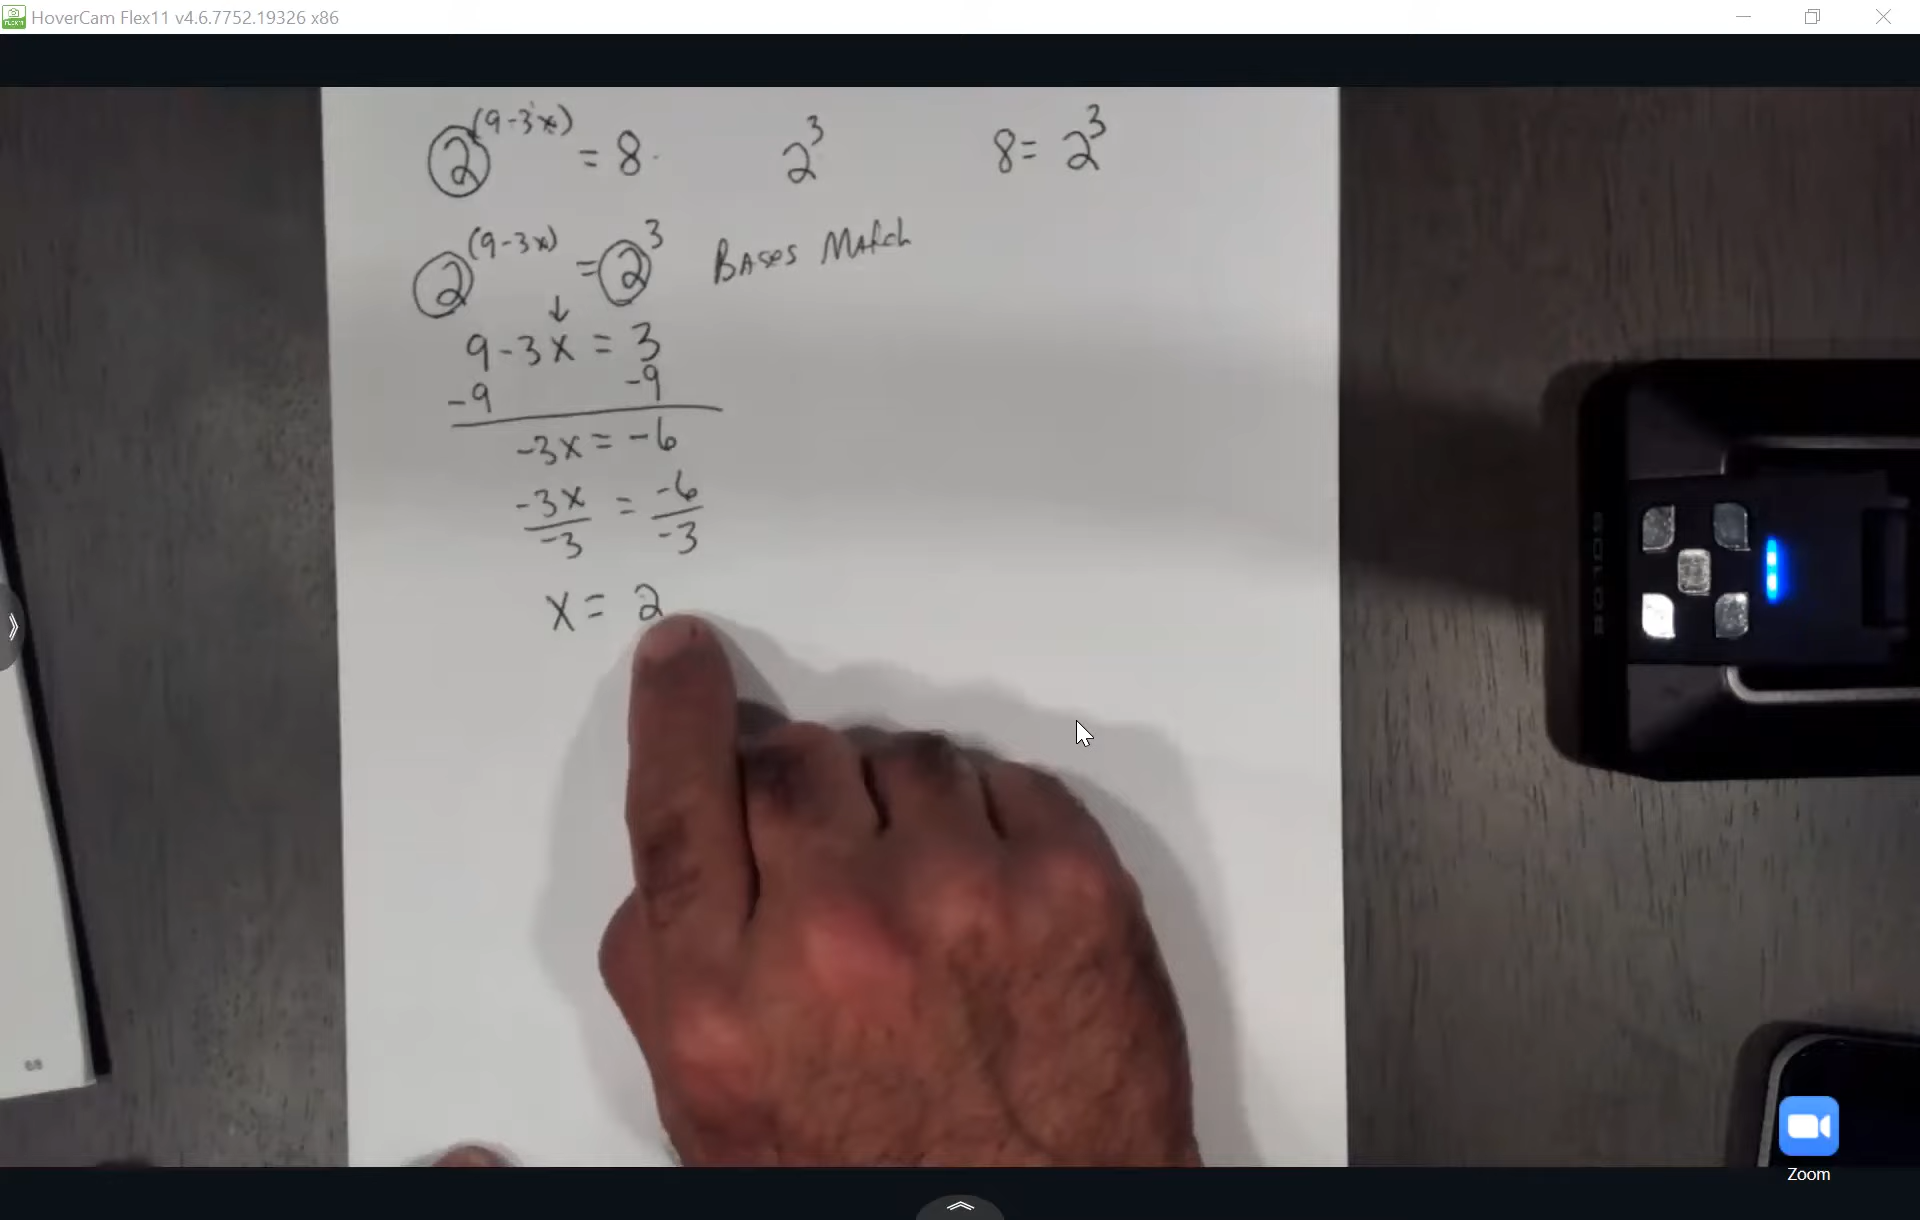 HoverCam Flex11 v4.6.7752.19326 x86
2^(9-3x) = 8 2^3 8 = 2^3
2^(9-3x) = 2^3 Bases Match
↓
9-3x = 3
-9 -9
-3x = -6
-3x/-3 = -6/-3
x = 2
68
Zoom